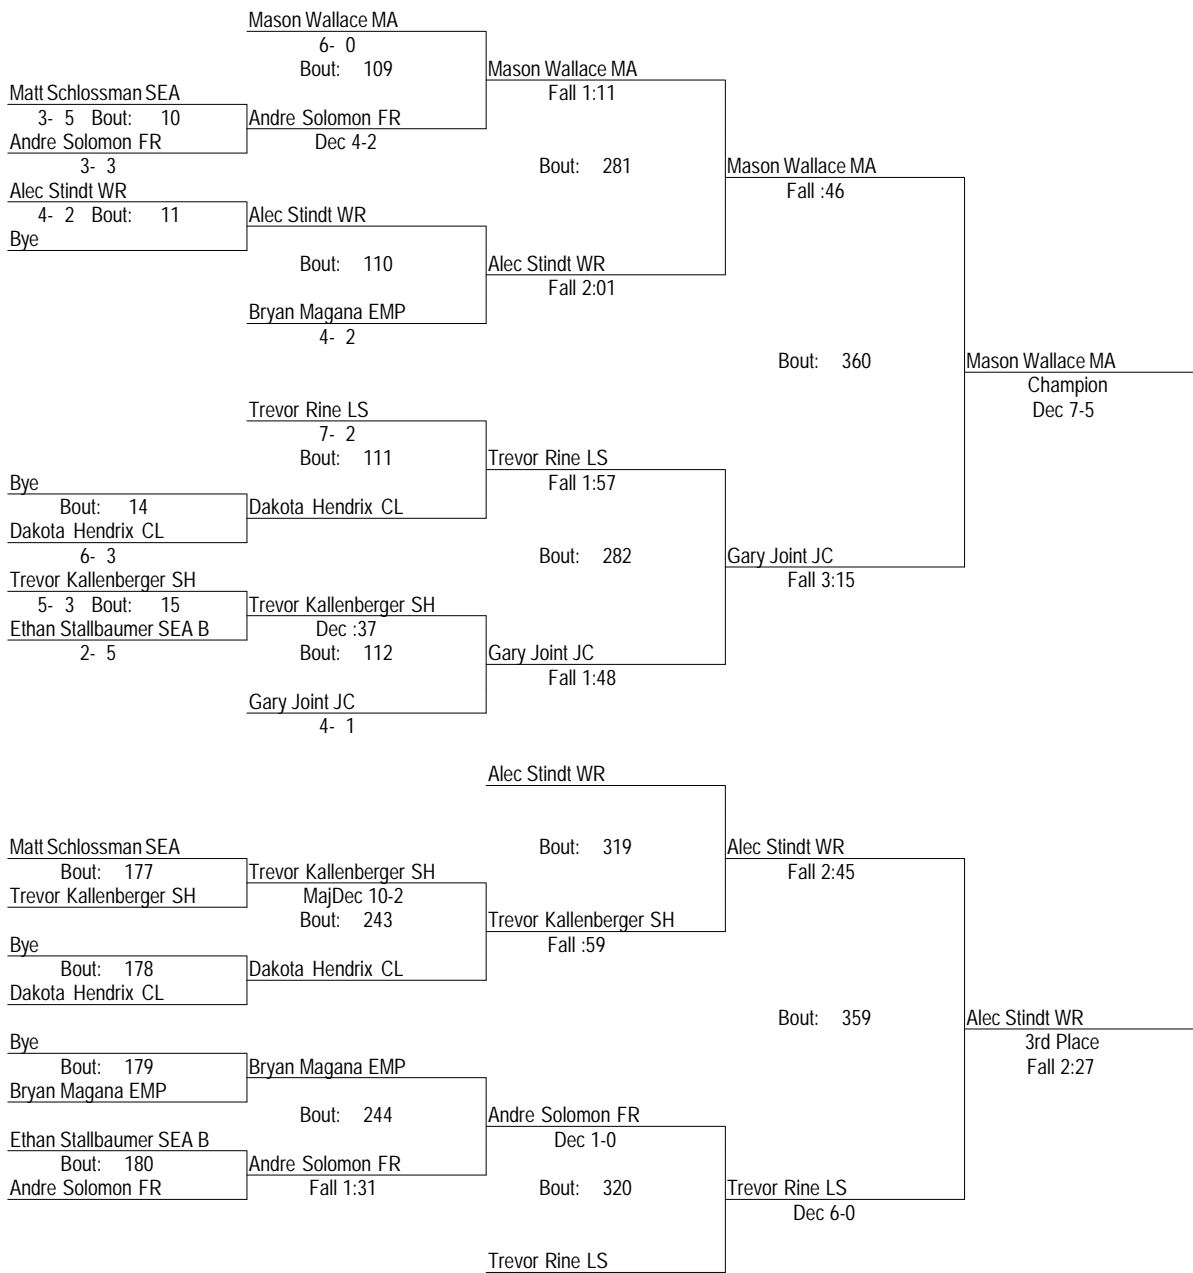 Mason Wallace MA
6- 0
Bout: 109
Mason Wallace MA
Fall 1:11
Matt Schlossman SEA
3- 5 Bout: 10
Andre Solomon FR
Dec 4-2
Andre Solomon FR
3- 3
Bout: 281
Mason Wallace MA
Fall :46
Alec Stindt WR
4- 2 Bout: 11
Alec Stindt WR
Bye
Bout: 110
Alec Stindt WR
Fall 2:01
Bryan Magana EMP
4- 2
Bout: 360
Mason Wallace MA
Champion
Dec 7-5
Trevor Rine LS
7- 2
Bout: 111
Trevor Rine LS
Fall 1:57
Bye
Bout: 14
Dakota Hendrix CL
Dakota Hendrix CL
6- 3
Bout: 282
Gary Joint JC
Fall 3:15
Trevor Kallenberger SH
5- 3 Bout: 15
Trevor Kallenberger SH
Dec :37
Ethan Stallbaumer SEA B
2- 5
Bout: 112
Gary Joint JC
Fall 1:48
Gary Joint JC
4- 1
Alec Stindt WR
Bout: 319
Alec Stindt WR
Fall 2:45
Matt Schlossman SEA
Bout: 177
Trevor Kallenberger SH
MajDec 10-2
Trevor Kallenberger SH
Bout: 243
Trevor Kallenberger SH
Fall :59
Bye
Bout: 178
Dakota Hendrix CL
Dakota Hendrix CL
Bout: 359
Alec Stindt WR
3rd Place
Fall 2:27
Bye
Bout: 179
Bryan Magana EMP
Bryan Magana EMP
Bout: 244
Andre Solomon FR
Dec 1-0
Ethan Stallbaumer SEA B
Bout: 180
Andre Solomon FR
Fall 1:31
Andre Solomon FR
Bout: 320
Trevor Rine LS
Dec 6-0
Trevor Rine LS